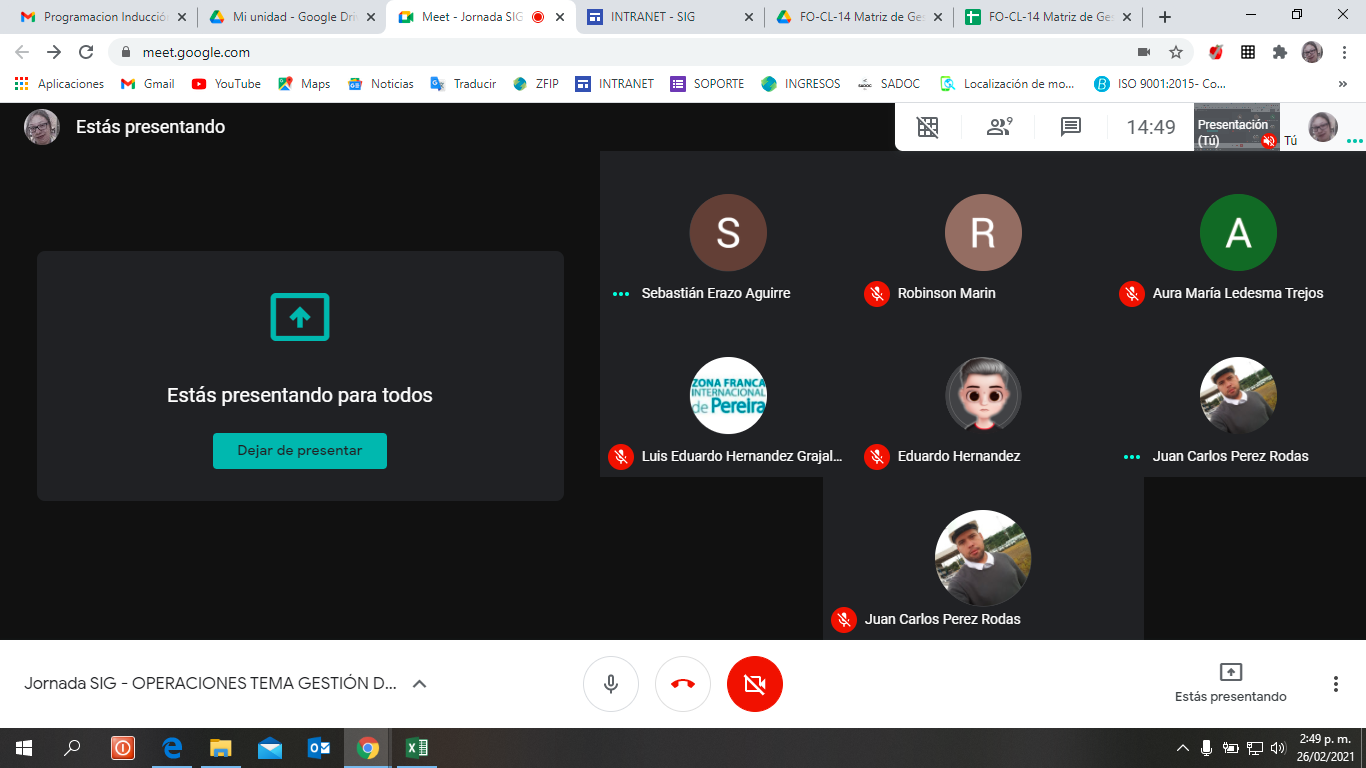 Programacion Inducción
Mi unidad - Google Dri
Meet - Jornada SIG
INTRANET - SIG
FO-CL-14 Matriz de Ges
FO-CL-14 Matriz de Ges
meet.google.com
Aplicaciones
Gmail
YouTube
Maps
Noticias
Traducir
ZFIP
INTRANET
SOPORTE
INGRESOS
SADOC
Localización de mo...
ISO 9001:2015- Co...
»
Estás presentando
9
14:49
Presentación
(Tú)
Tú
S
R
A
Sebastián Erazo Aguirre
Robinson Marin
Aura María Ledesma Trejos
Estás presentando para todos
Dejar de presentar
ZONA FRANCA
INTERNACIONAL
de Pereira
Luis Eduardo Hernandez Grajal...
Eduardo Hernandez
Juan Carlos Perez Rodas
Juan Carlos Perez Rodas
Jornada SIG - OPERACIONES TEMA GESTIÓN D...
Estás presentando
2:49 p. m.
26/02/2021